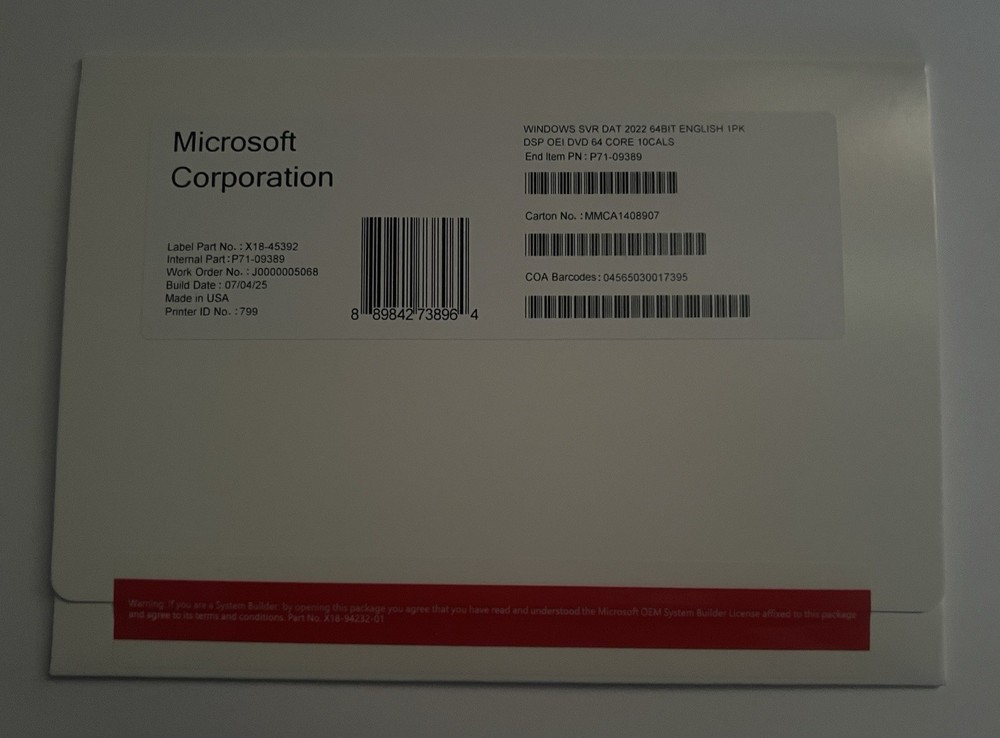 Microsoft
Corporation
Label Part No. : X18-45392
Internal Part : P71-09389
Work Order No. : J0000005068
Build Date : 07/04/25
Made in USA
Printer ID No. : 799
8 89842 73896 4
WINDOWS SVR DAT 2022 64BIT ENGLISH 1PK
DSP OEI DVD 64 CORE 10CALS
End Item PN : P71-09389
Carton No. : MMCA1408907
COA Barcodes: 04565030017395
Warning: If you are a System Builder, by opening this package you agree that you have read and understood the Microsoft OEM System Builder License affixed to this package
and agree to its terms and conditions. Part No. X18-94232-01